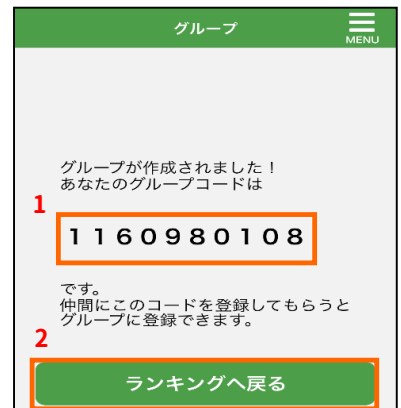 グループ
MENU
グループが作成されました！
あなたのグループコードは
1
1160980108
です。
仲間にこのコードを登録してもらうと
グループに登録できます。
2
ランキングへ戻る